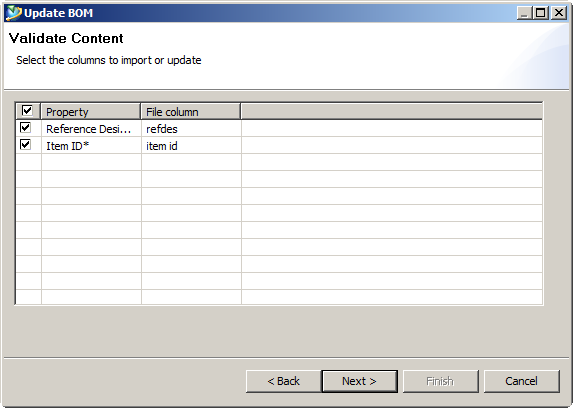 Update BOM
Validate Content
Select the columns to import or update
Property File column
Reference Desi... refdes
Item ID* item id
< Back Next > Finish Cancel